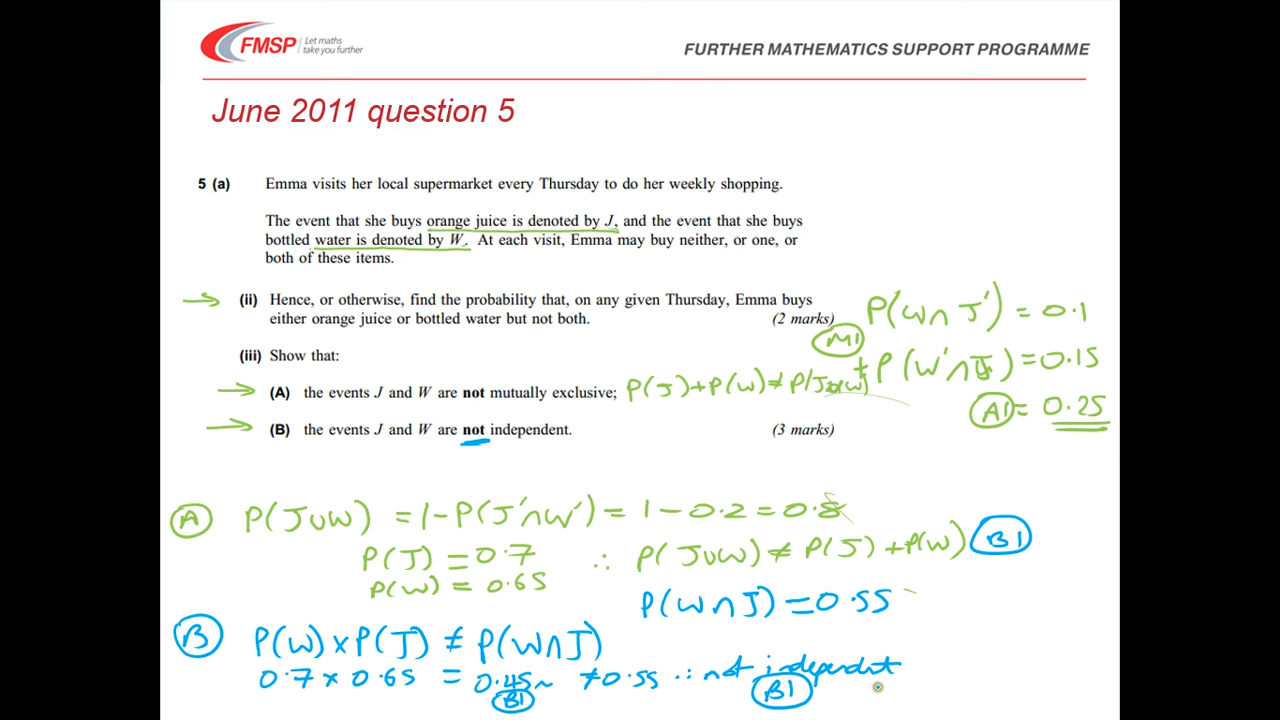 FMSP
Let maths
take you further
FURTHER MATHEMATICS SUPPORT PROGRAMME
June 2011 question 5
5 (a) Emma visits her local supermarket every Thursday to do her weekly shopping.
The event that she buys orange juice is denoted by J, and the event that she buys
bottled water is denoted by W. At each visit, Emma may buy neither, or one, or
both of these items.
(ii) Hence, or otherwise, find the probability that, on any given Thursday, Emma buys
either orange juice or bottled water but not both. (2 marks)
P(W∩J') = 0.1
M1
+P(W'∩J) = 0.15
A1 = 0.25
(iii) Show that:
(A) the events J and W are not mutually exclusive; P(J)+P(W)≠P(J∪W)
(B) the events J and W are not independent. (3 marks)
A P(J∪W) = 1-P(J'∩W') = 1-0.2 = 0.8
P(J) = 0.7 ∴ P(J∪W) ≠ P(J)+P(W) B1
P(W) = 0.65
P(W∩J) = 0.55
B P(W)×P(J) ≠ P(W∩J)
0.7 × 0.65 = 0.45~ ≠0.55 ∴ not independent
B1 B1